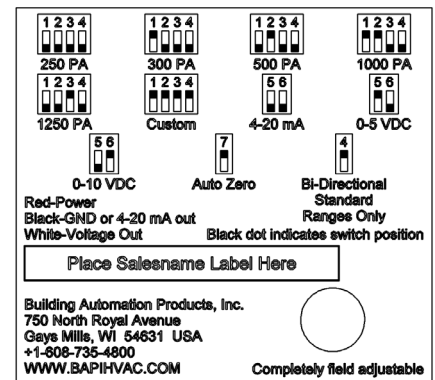 1 2 3 4 1 2 3 4 1 2 3 4 1 2 3 4
250 PA 300 PA 500 PA 1000 PA
1 2 3 4 1 2 3 4 5 6 5 6
1250 PA Custom 4-20 mA 0-5 VDC
5 6 7 4
0-10 VDC Auto Zero Bi-Directional
Standard
Ranges Only
Red-Power
Black-GND or 4-20 mA out
White-Voltage Out Black dot indicates switch position
Place Salesname Label Here
Building Automation Products, Inc.
750 North Royal Avenue
Gays Mills, WI 54631 USA
+1-608-735-4800
WWW.BAPIHVAC.COM Completely field adjustable